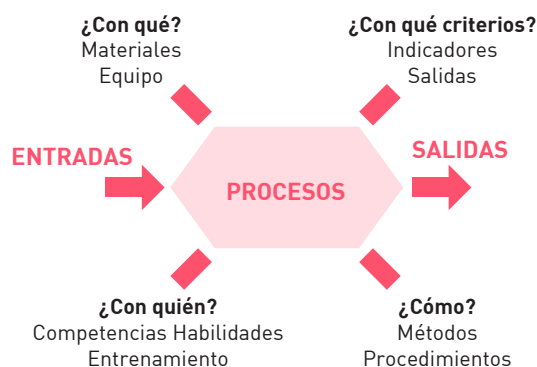 ¿Con qué?
Materiales
Equipo
¿Con qué criterios?
Indicadores
Salidas
ENTRADAS
PROCESOS
SALIDAS
¿Con quién?
Competencias Habilidades
Entrenamiento
¿Cómo?
Métodos
Procedimientos